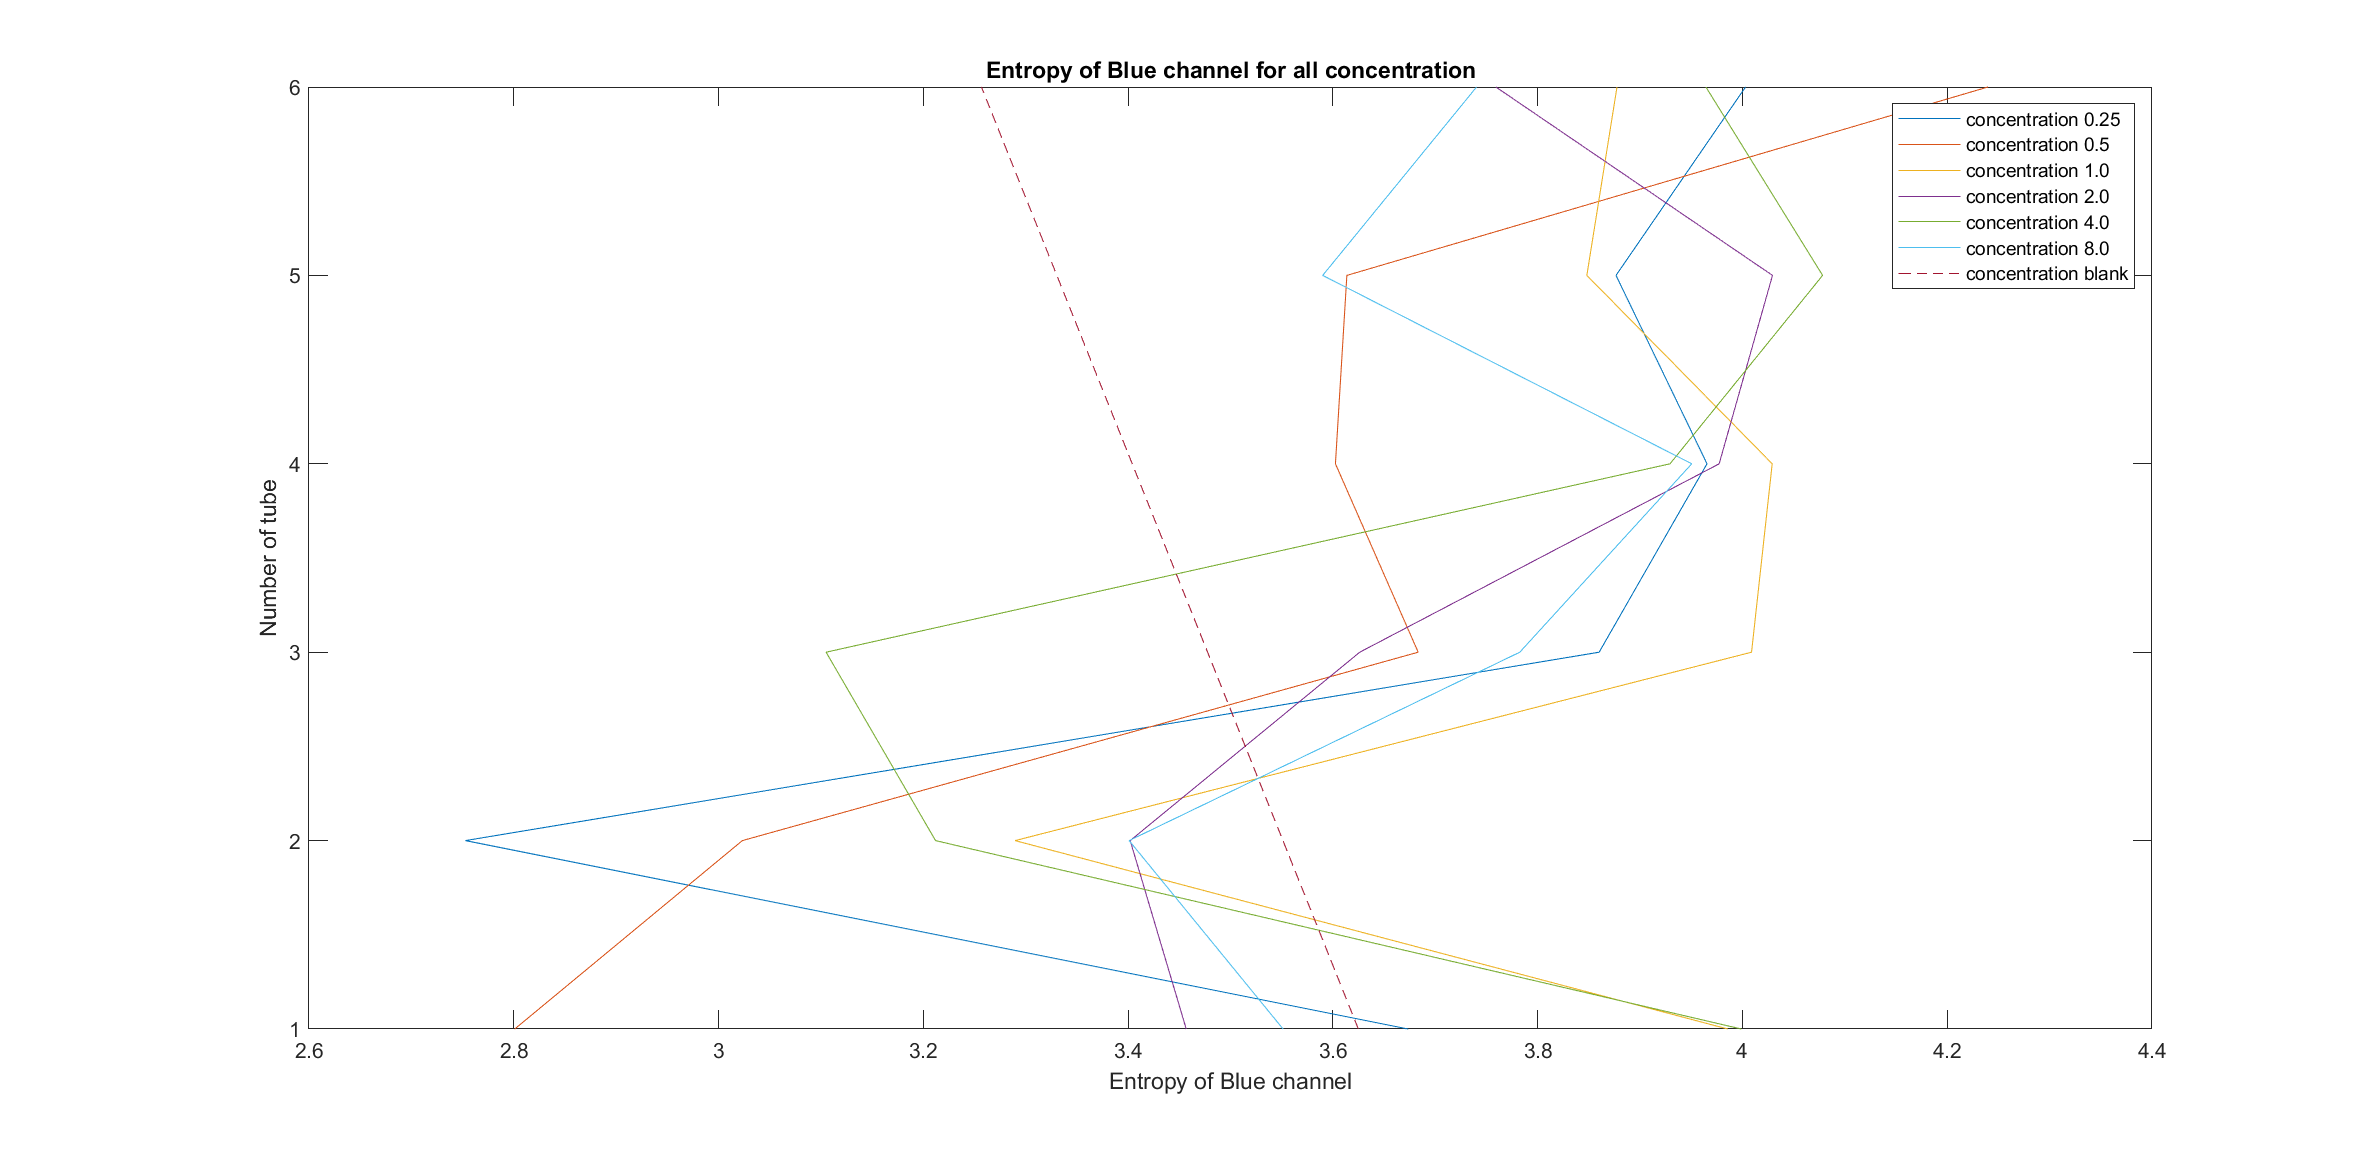 Entropy of Blue channel for all concentration
6
5
4
3
2
1
Number of tube
concentration 0.25
concentration 0.5
concentration 1.0
concentration 2.0
concentration 4.0
concentration 8.0
concentration blank
2.6 2.8 3 3.2 3.4 3.6 3.8 4 4.2 4.4
Entropy of Blue channel